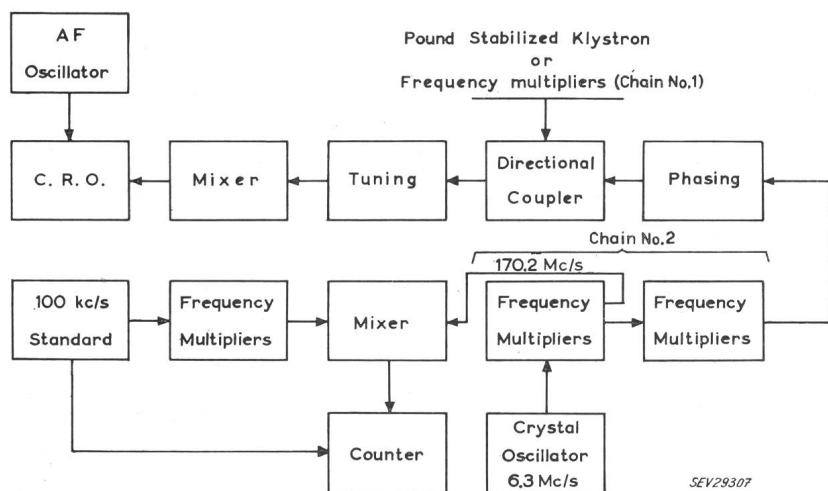 AF
Oscillator
Pound Stabilized Klystron
or
Frequency multipliers (Chain No.1)
C. R. O.
Mixer
Tuning
Directional
Coupler
Phasing
Chain No.2
170.2 Mc/s
100 kc/s
Standard
Frequency
Multipliers
Mixer
Frequency
Multipliers
Frequency
Multipliers
Counter
Crystal
Oscillator
6.3 Mc/s
SEV29307